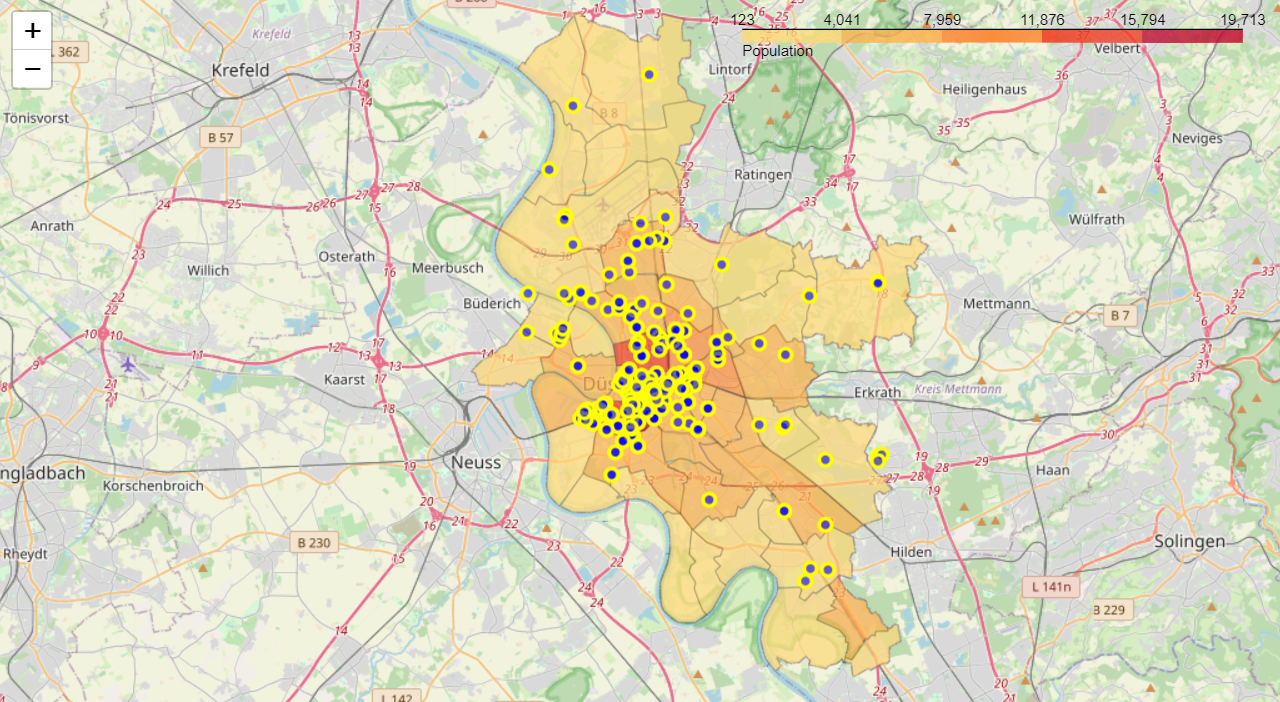 +
−
123 4,041 7,959 11,876 15,794 19,713
Population
L 362
Krefeld
Krefeld
Tönisvorst
B 57
B 8
Lintorf
Velbert
Heiligenhaus
Neviges
Ratingen
Wülfrath
Anrath
Willich
Osterath
Meerbusch
Büderich
Mettmann
B 7
Kaarst
Düs
Erkrath
Kreis Mettmann
Neuss
Haan
ngladbach
Korschenbroich
B 230
Rheydt
Hilden
Solingen
L 141n
B 229
L 142